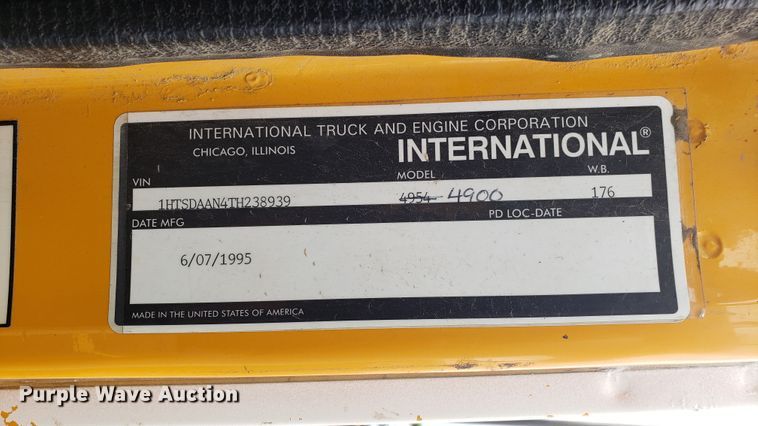 INTERNATIONAL TRUCK AND ENGINE CORPORATION
CHICAGO, ILLINOIS
INTERNATIONAL®
VIN MODEL W.B.
1HTSDAAN4TH238939 4954 4900 176
DATE MFG PD LOC-DATE
6/07/1995
MADE IN THE UNITED STATES OF AMERICA
Purple Wave Auction